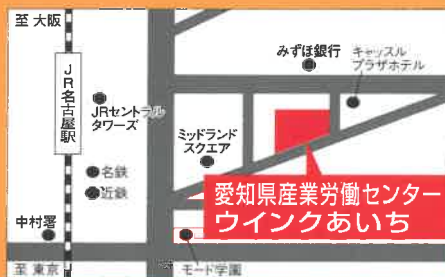 至 大阪
JR名古屋駅
JRセントラル
タワーズ
みずほ銀行
キャッスル
プラザホテル
ミッドランド
スクエア
名鉄
近鉄
愛知県産業労働センター
ウインクあいち
中村署
モード学園
至 東京